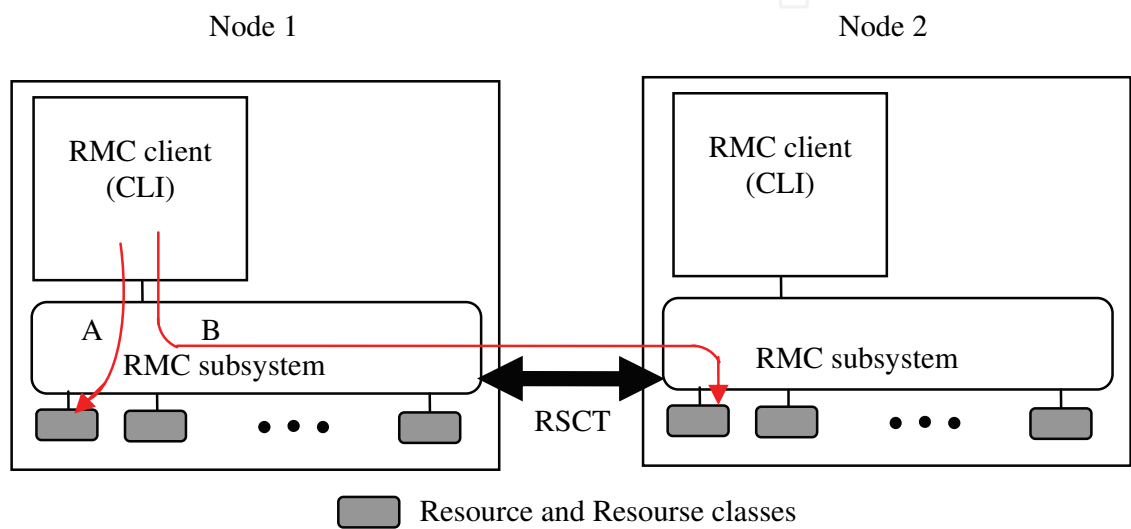 Node 1
Node 2
RMC client
(CLI)
RMC client
(CLI)
A
B
RMC subsystem
RMC subsystem
RSCT
Resource and Resourse classes